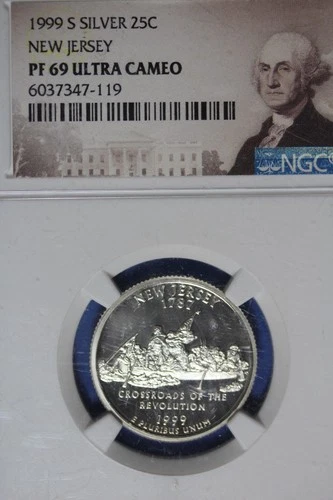 1999 S SILVER 25C
NEW JERSEY
PF 69 ULTRA CAMEO
6037347-119
NGC
NEW JERSEY
1787
CROSSROADS OF THE
REVOLUTION
1999
E PLURIBUS UNUM